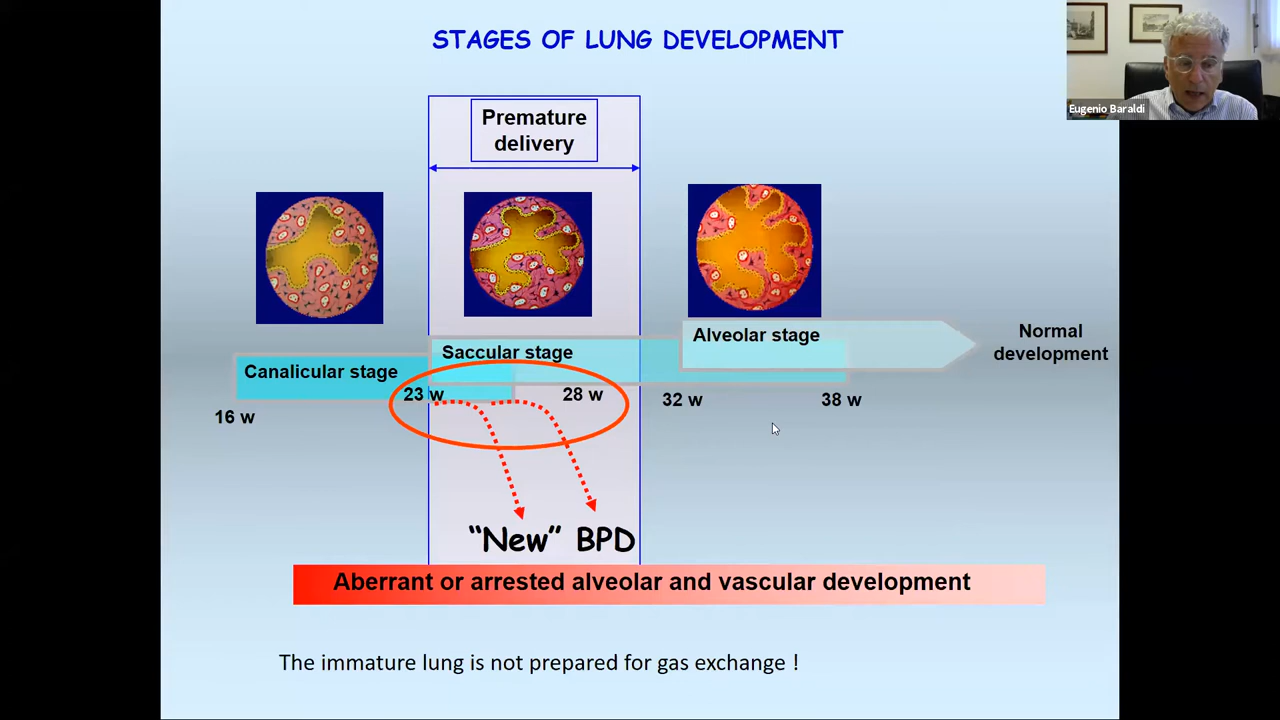 STAGES OF LUNG DEVELOPMENT
Eugenio Baraldi
Premature
delivery
Normal
development
Alveolar stage
Saccular stage
Canalicular stage
16 w
23 w
28 w
32 w
38 w
“New” BPD
Aberrant or arrested alveolar and vascular development
The immature lung is not prepared for gas exchange !